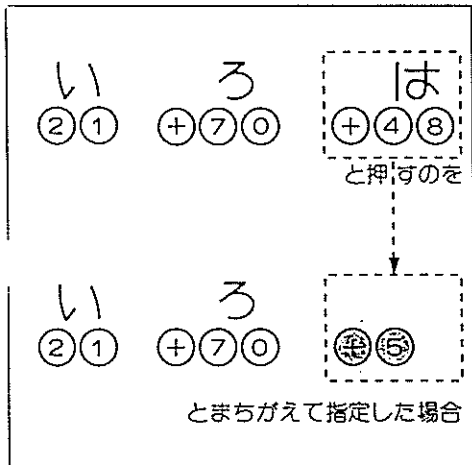 い ろ は
②① ⊕⑦⓪ ⊕④⑧
と押すのを
い ろ
②① ⊕⑦⓪ ⊕⑤
とまちがえて指定した場合